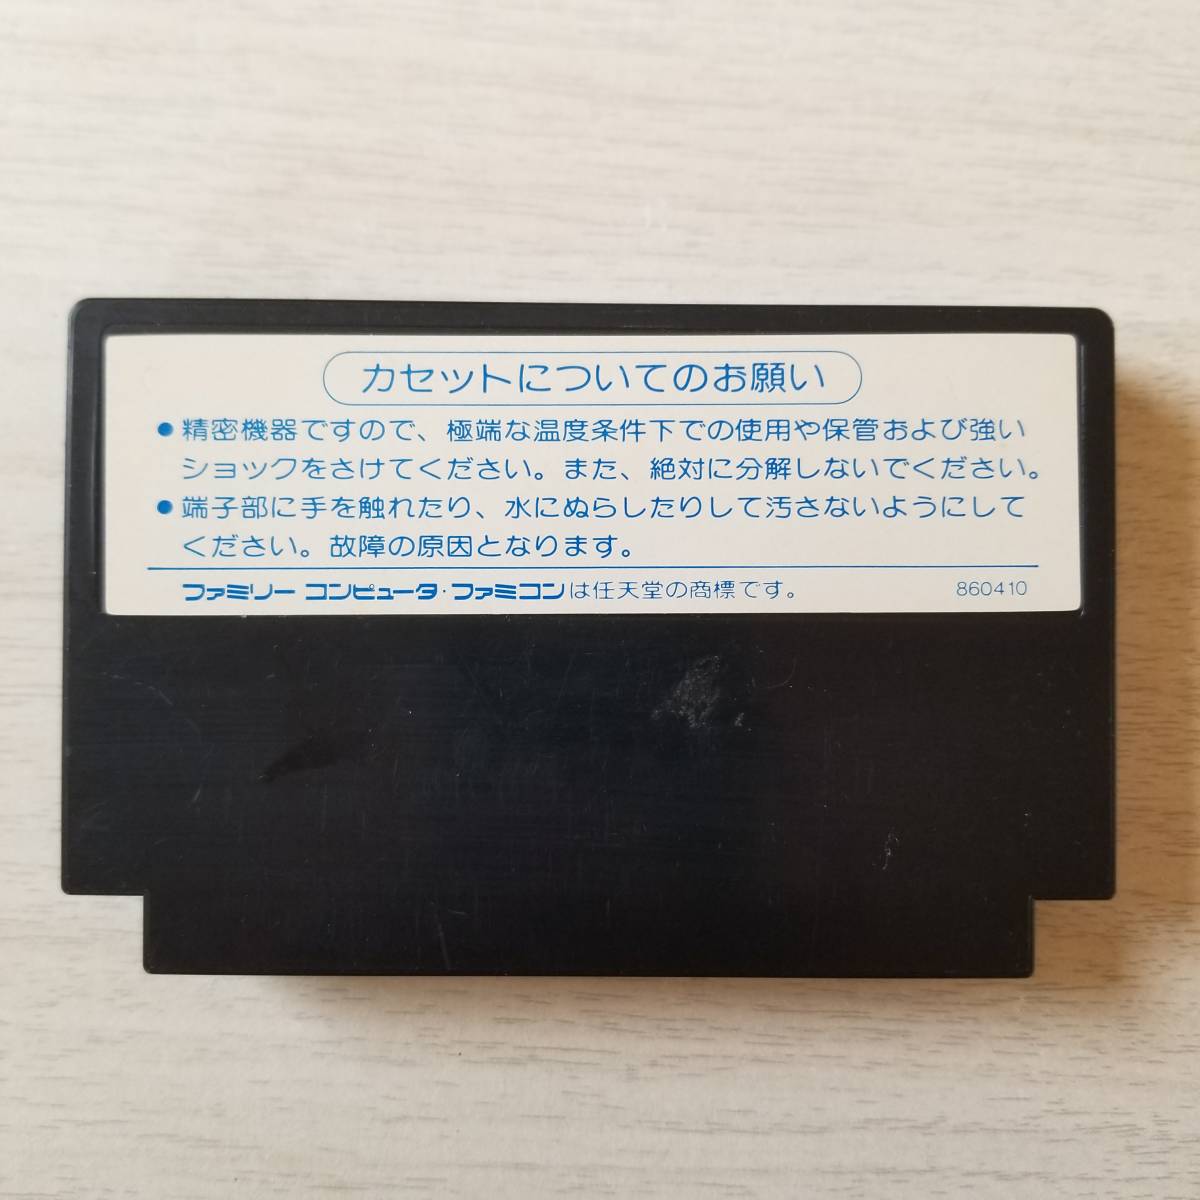 カセットについてのお願い
●精密機器ですので、極端な温度条件下での使用や保管および強い
ショックをさけてください。また、絶対に分解しないでください。
●端子部に手を触れたり、水にぬらしたりして汚さないようにして
ください。故障の原因となります。
ファミリー コンピュータ・ファミコンは任天堂の商標です。 860410